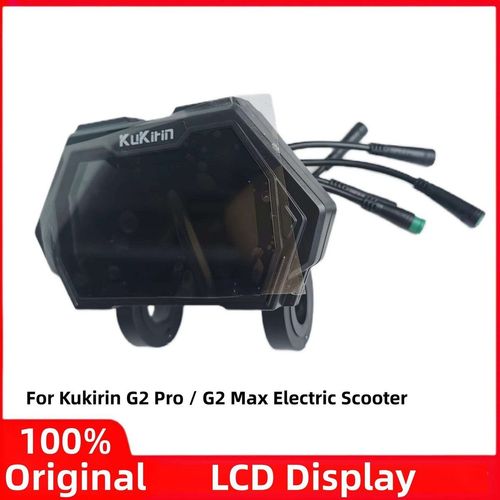 KuKirin
For Kukirin G2 Pro / G2 Max Electric Scooter
100%
Original
LCD Display